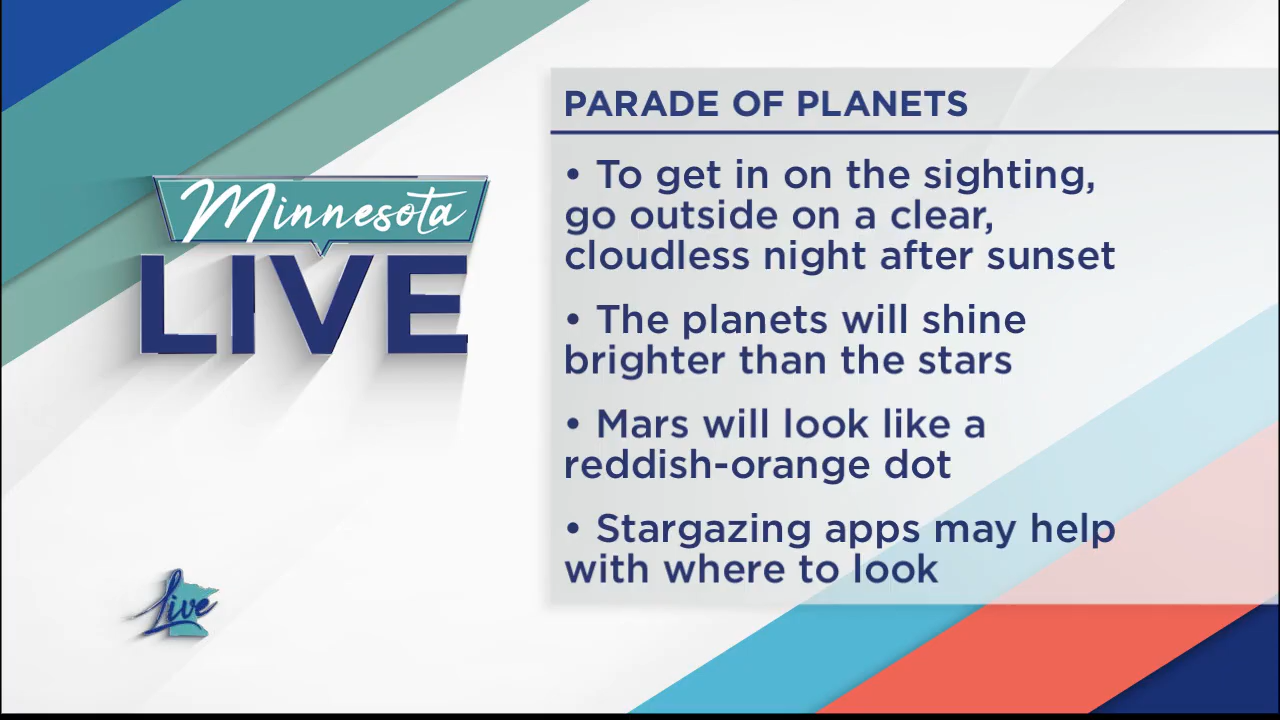 PARADE OF PLANETS
Minnesota
LIVE
• To get in on the sighting,
go outside on a clear,
cloudless night after sunset
• The planets will shine
brighter than the stars
• Mars will look like a
reddish-orange dot
• Stargazing apps may help
with where to look
Live